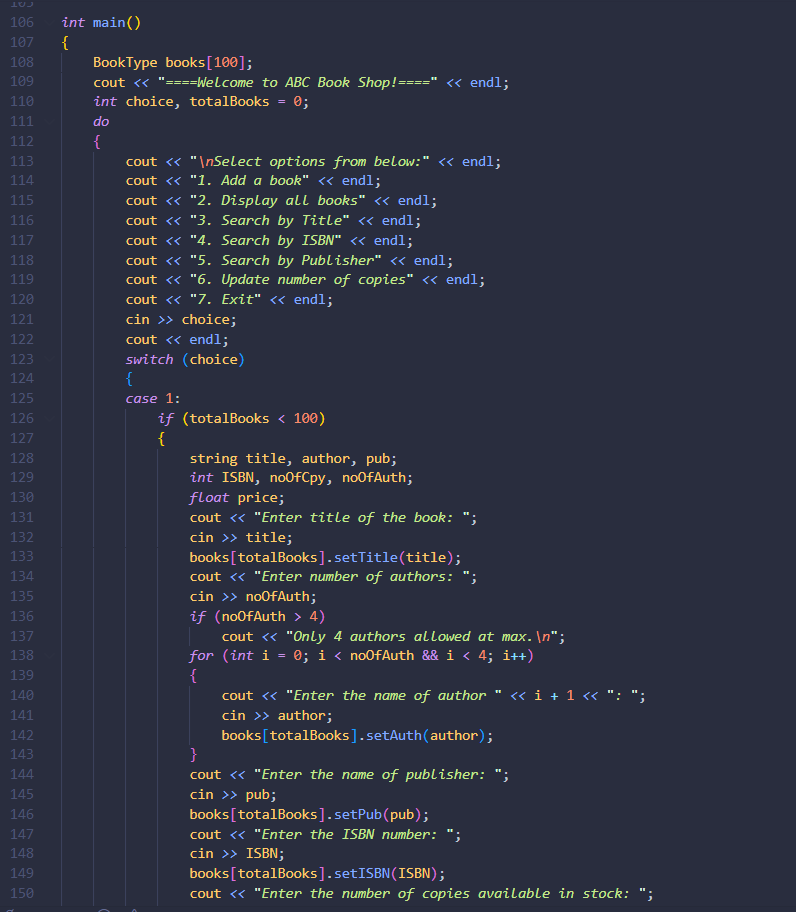 105
106 int main()
107 {
108 BookType books[100];
109 cout << "====Welcome to ABC Book Shop!====" << endl;
110 int choice, totalBooks = 0;
111 do
112 {
113 cout << "\nSelect options from below:" << endl;
114 cout << "1. Add a book" << endl;
115 cout << "2. Display all books" << endl;
116 cout << "3. Search by Title" << endl;
117 cout << "4. Search by ISBN" << endl;
118 cout << "5. Search by Publisher" << endl;
119 cout << "6. Update number of copies" << endl;
120 cout << "7. Exit" << endl;
121 cin >> choice;
122 cout << endl;
123 switch (choice)
124 {
125 case 1:
126 if (totalBooks < 100)
127 {
128 string title, author, pub;
129 int ISBN, noOfCpy, noOfAuth;
130 float price;
131 cout << "Enter title of the book: ";
132 cin >> title;
133 books[totalBooks].setTitle(title);
134 cout << "Enter number of authors: ";
135 cin >> noOfAuth;
136 if (noOfAuth > 4)
137 cout << "Only 4 authors allowed at max.\n";
138 for (int i = 0; i < noOfAuth && i < 4; i++)
139 {
140 cout << "Enter the name of author " << i + 1 << ": ";
141 cin >> author;
142 books[totalBooks].setAuth(author);
143 }
144 cout << "Enter the name of publisher: ";
145 cin >> pub;
146 books[totalBooks].setPub(pub);
147 cout << "Enter the ISBN number: ";
148 cin >> ISBN;
149 books[totalBooks].setISBN(ISBN);
150 cout << "Enter the number of copies available in stock: ";